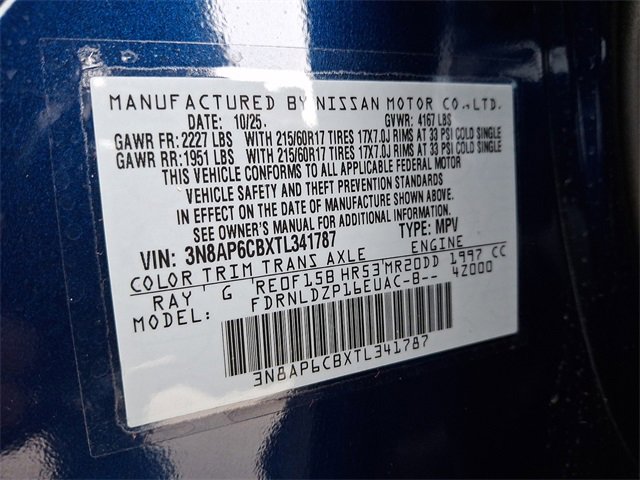 MANUFACTURED BY NISSAN MOTOR CO.,LTD.
DATE: 10/25. GVWR: 4167 LBS
GAWR FR: 2227 LBS WITH 215/60R17 TIRES 17X7.0J RIMS AT 33 PSI COLD SINGLE
GAWR RR: 1951 LBS WITH 215/60R17 TIRES 17X7.0J RIMS AT 33 PSI COLD SINGLE
THIS VEHICLE CONFORMS TO ALL APPLICABLE FEDERAL MOTOR
VEHICLE SAFETY AND THEFT PREVENTION STANDARDS
IN EFFECT ON THE DATE OF MANUFACTURE SHOWN ABOVE.
SEE OWNER'S MANUAL FOR ADDITIONAL INFORMATION.
VIN: 3N8AP6CBXTL341787 TYPE: MPV
COLOR TRIM TRANS AXLE ENGINE
RAY ' G 'RE0F15B HR53'MR20DD 1997 CC
MODEL: FDRNLDZP16EUAC-B-- 4Z000
3N8AP6CBXTL341787